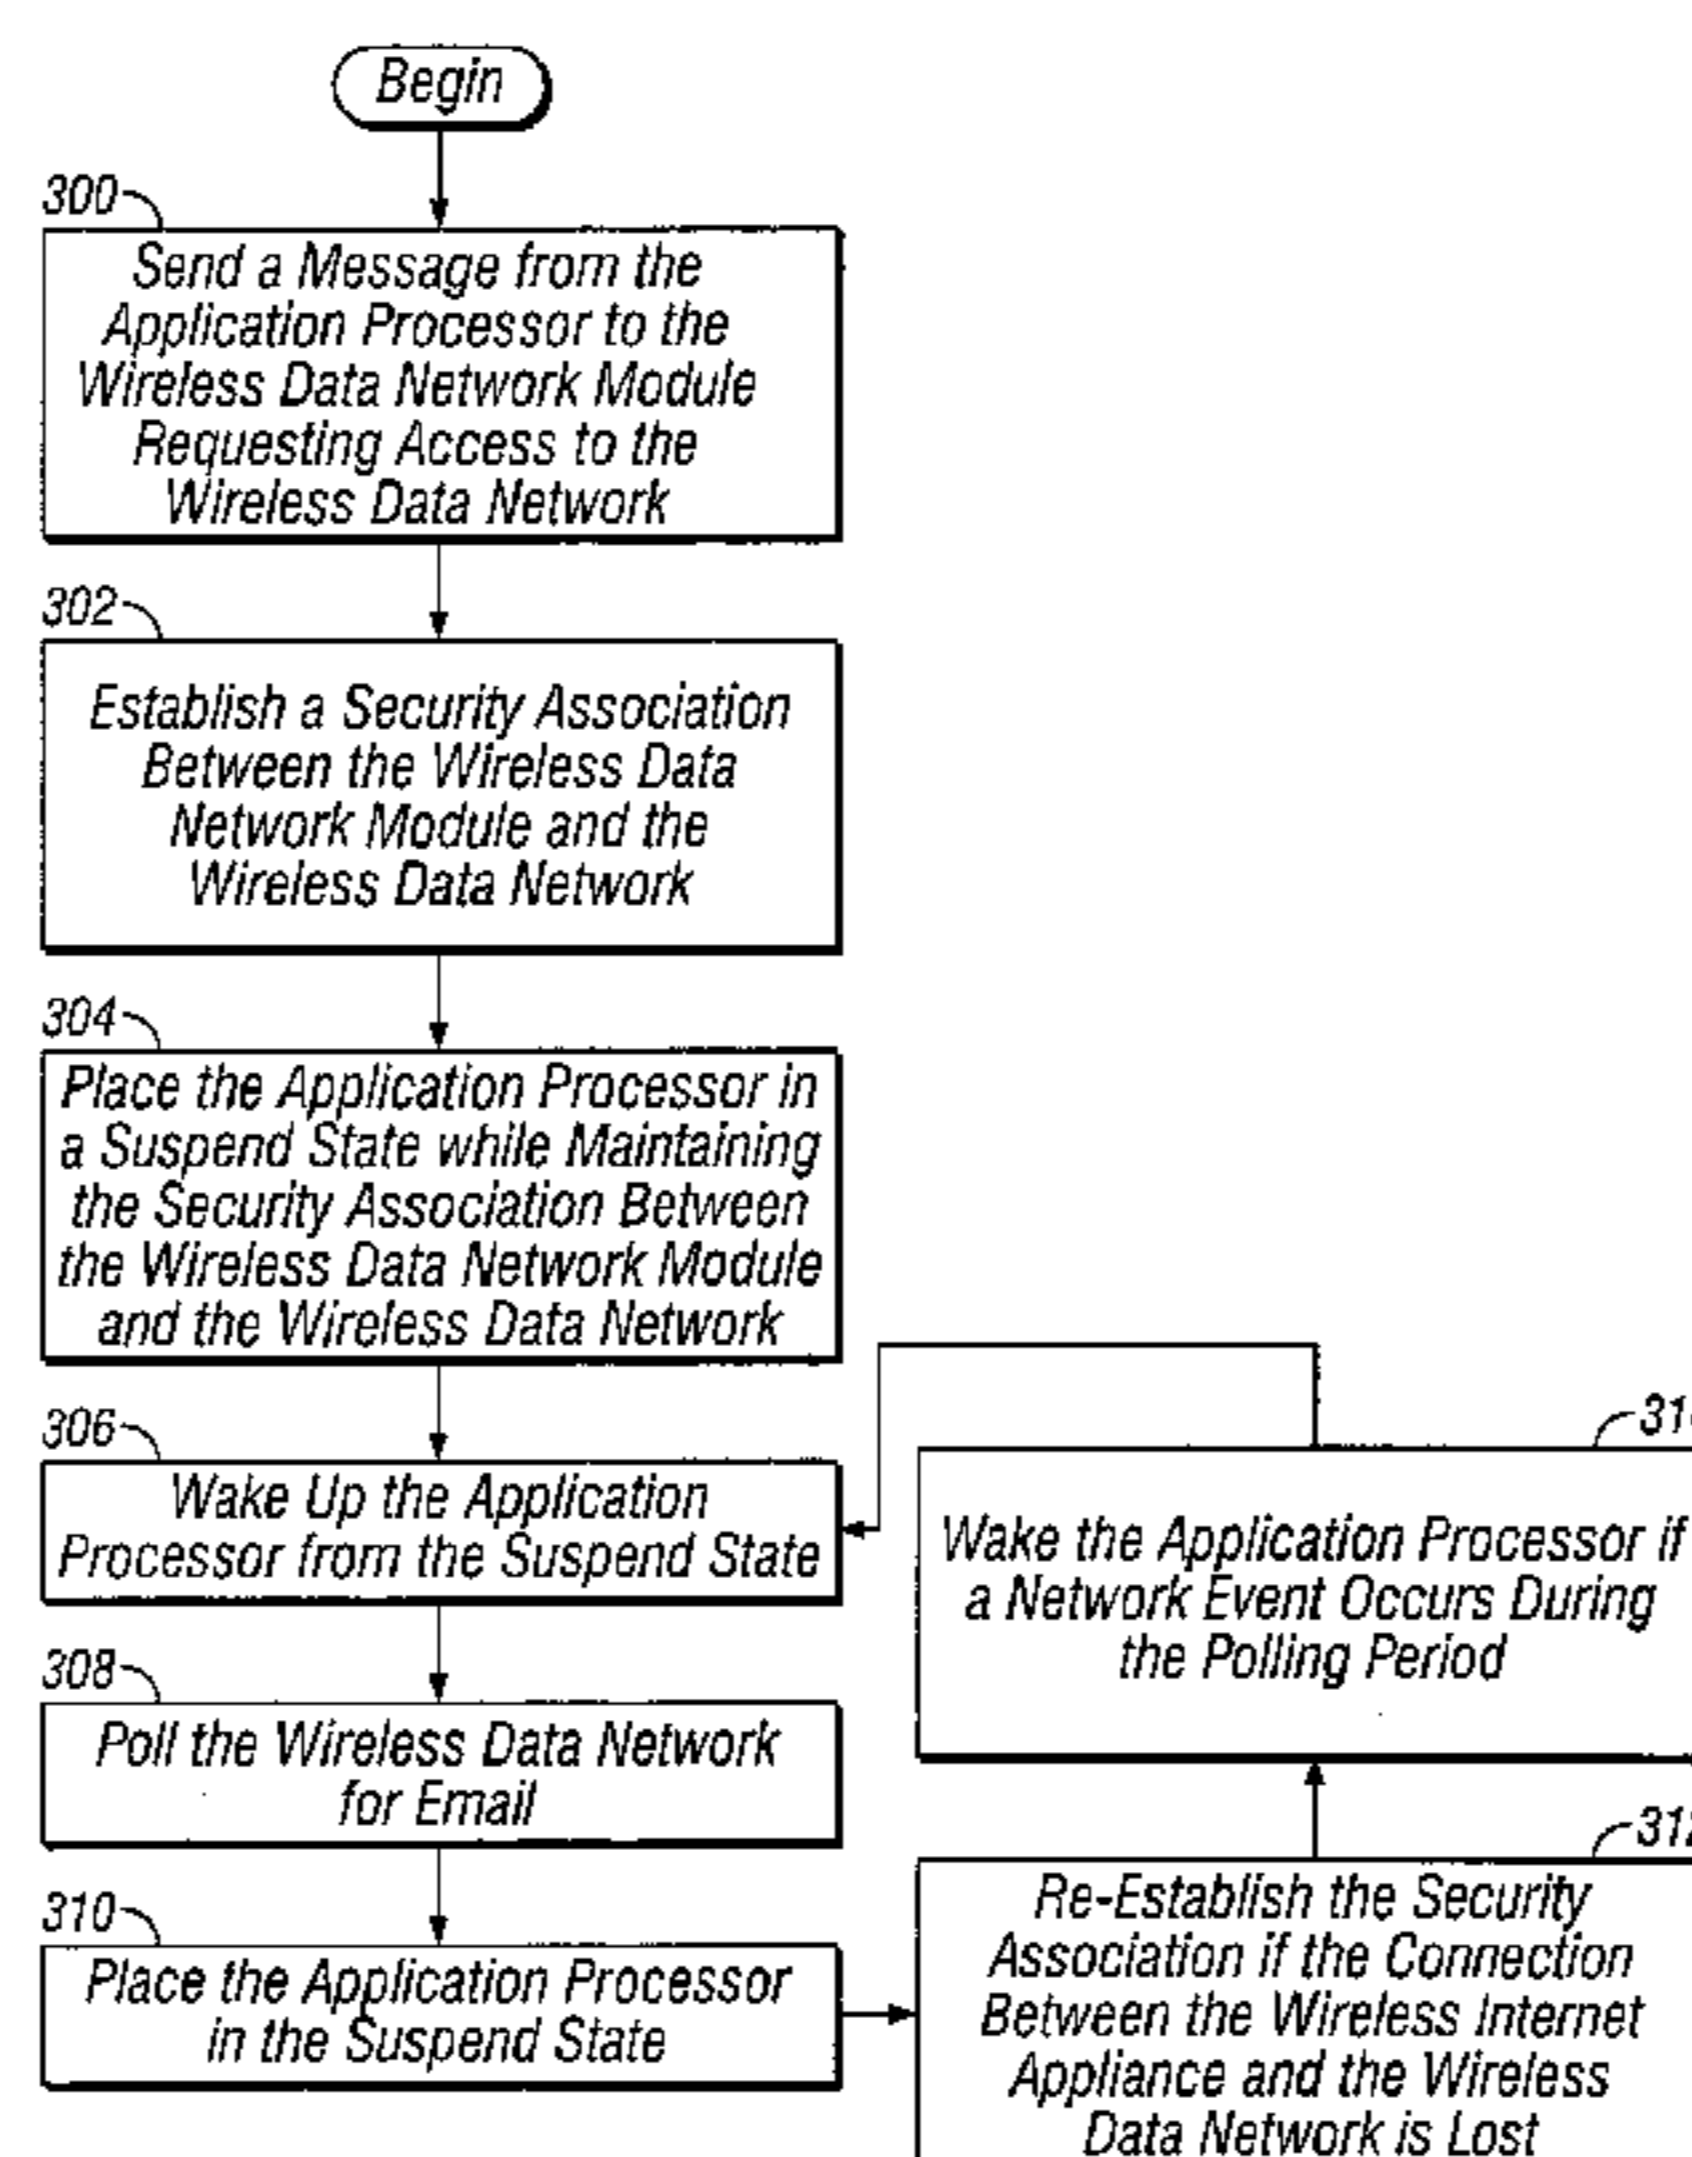 Begin
300
Send a Message from the
Application Processor to the
Wireless Data Network Module
Requesting Access to the
Wireless Data Network
302
Establish a Security Association
Between the Wireless Data
Network Module and the
Wireless Data Network
304
Place the Application Processor in
a Suspend State while Maintaining
the Security Association Between
the Wireless Data Network Module
and the Wireless Data Network
306
Wake Up the Application
Processor from the Suspend State
308
Poll the Wireless Data Network
for Email
310
Place the Application Processor
in the Suspend State
312
Re-Establish the Security
Association if the Connection
Between the Wireless Internet
Appliance and the Wireless
Data Network is Lost
Wake the Application Processor if
a Network Event Occurs During
the Polling Period